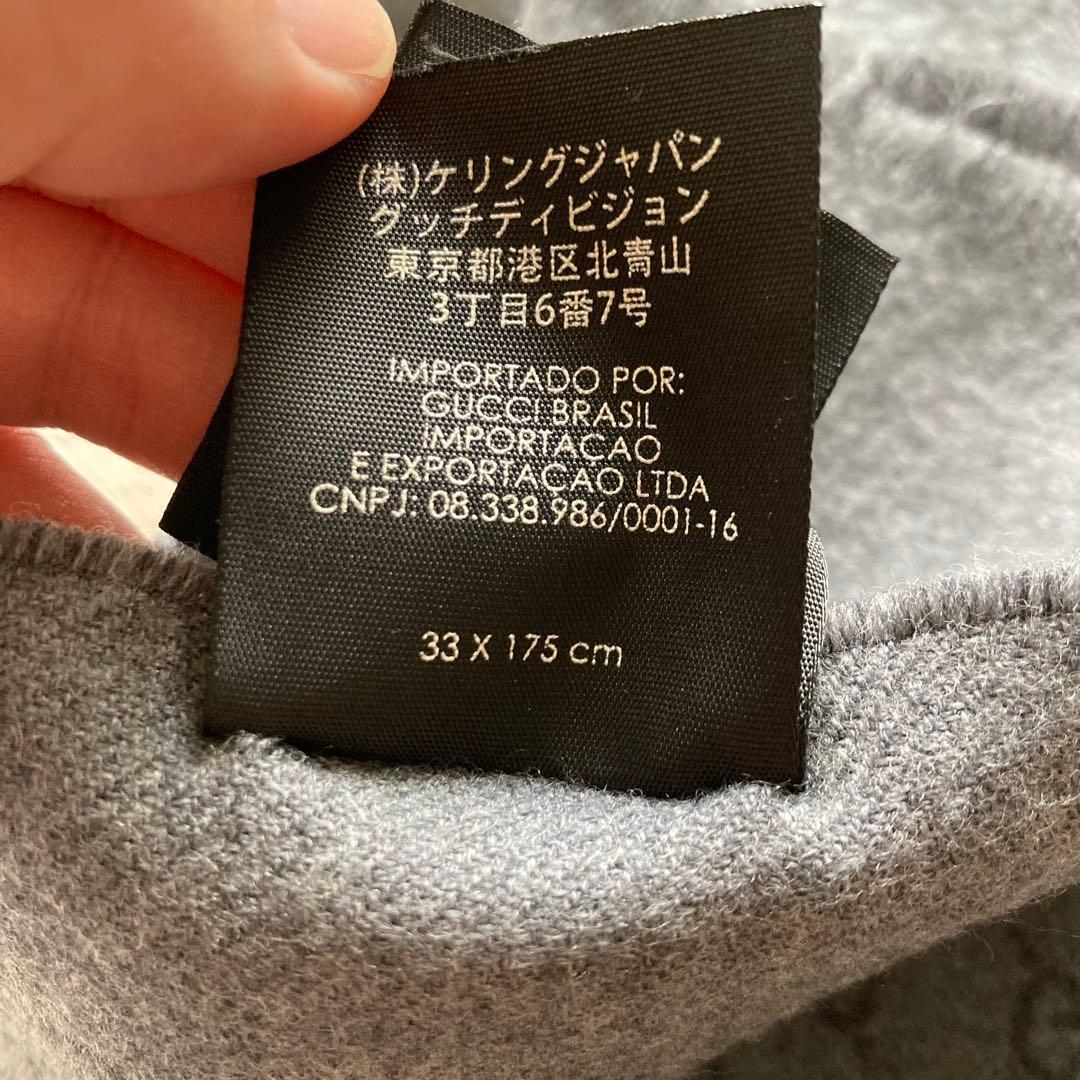 (株)ケリングジャパン
グッチディビジョン
東京都港区北青山
3丁目6番7号
IMPORTADO POR:
GUCCI BRASIL
IMPORTACAO
E EXPORTACAO LTDA
CNPJ: 08.338.986/0001-16
33 X 175 cm